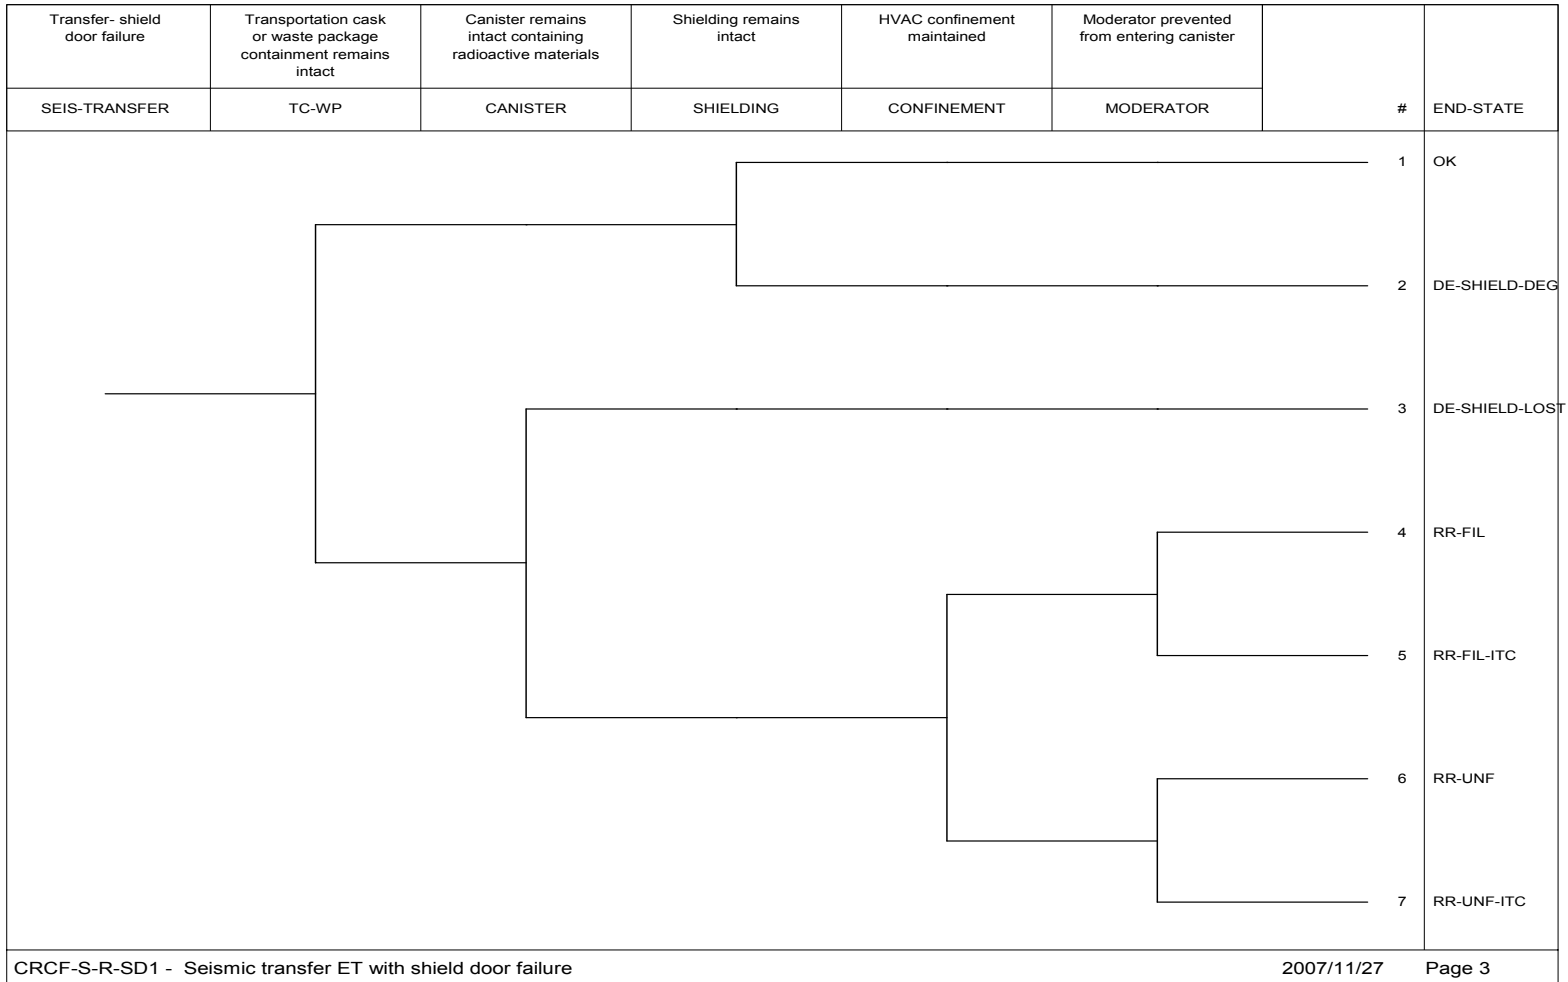 Transfer- shield
door failure
Transportation cask
or waste package
containment remains
intact
Canister remains
intact containing
radioactive materials
Shielding remains
intact
HVAC confinement
maintained
Moderator prevented
from entering canister
SEIS-TRANSFER TC-WP CANISTER SHIELDING CONFINEMENT MODERATOR # END-STATE
1 OK
2 DE-SHIELD-DEG
3 DE-SHIELD-LOST
4 RR-FIL
5 RR-FIL-ITC
6 RR-UNF
7 RR-UNF-ITC
CRCF-S-R-SD1 - Seismic transfer ET with shield door failure 2007/11/27 Page 3